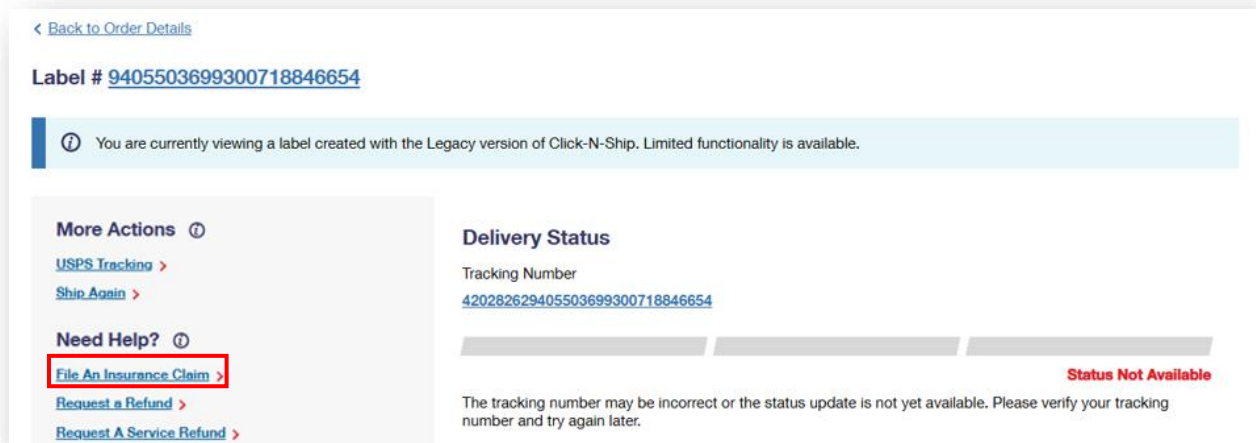 Back to Order Details
Label # 9405503699300718846654
You are currently viewing a label created with the Legacy version of Click-N-Ship. Limited functionality is available.
More Actions
USPS Tracking
Ship Again
Need Help?
File An Insurance Claim
Request a Refund
Request A Service Refund
Delivery Status
Tracking Number
420282629405503699300718846654
Status Not Available
The tracking number may be incorrect or the status update is not yet available. Please verify your tracking
number and try again later.